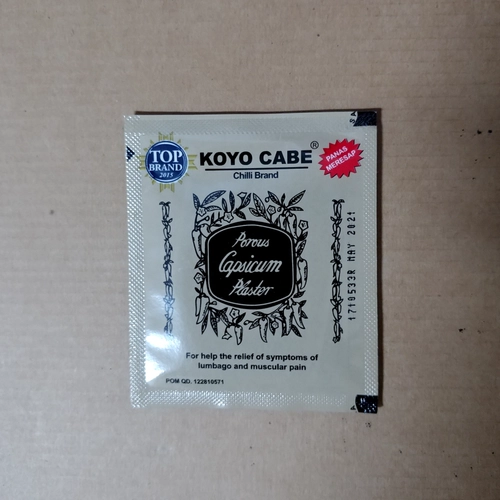 TOP
BRAND
2015
KOYO CABE®
Chilli Brand
PANAS
MERESAP
Porous
Capsicum
Plaster
1710533R MAY 2021
For help the relief of symptoms of
lumbago and muscular pain
POM QD. 122810571